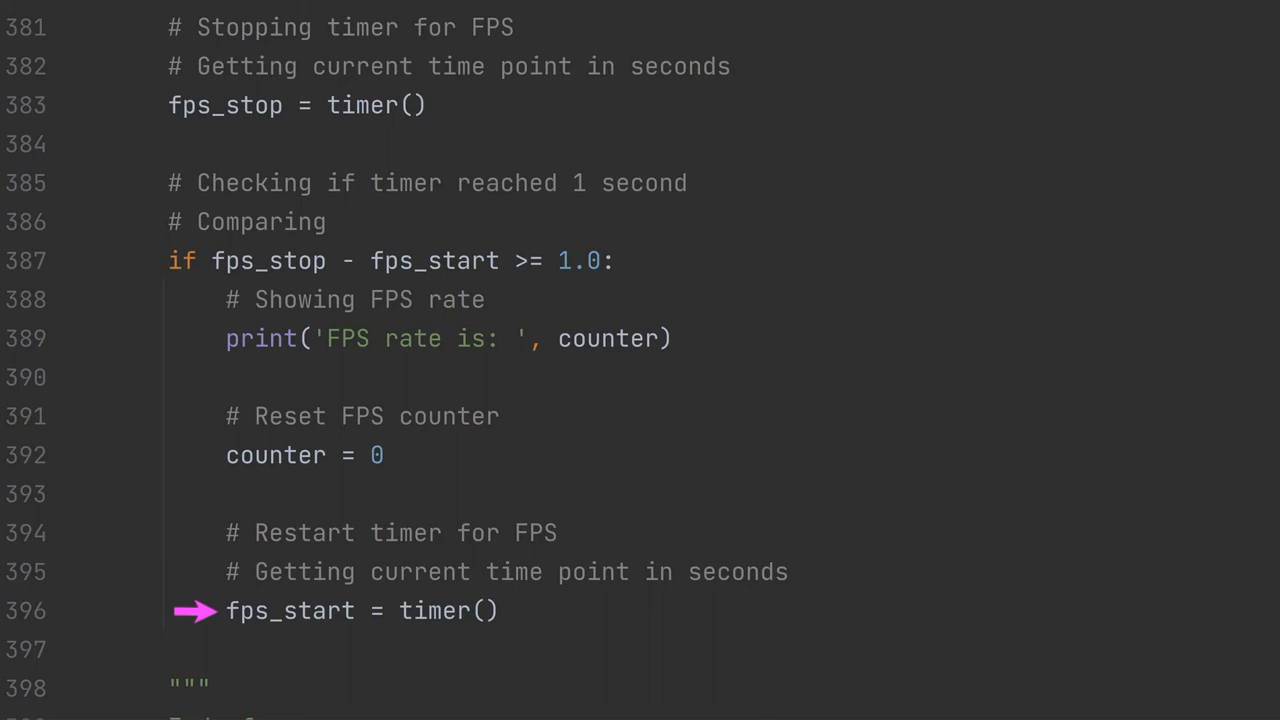 381 # Stopping timer for FPS
382 # Getting current time point in seconds
383 fps_stop = timer()
384
385 # Checking if timer reached 1 second
386 # Comparing
387 if fps_stop - fps_start >= 1.0:
388 # Showing FPS rate
389 print('FPS rate is: ', counter)
390
391 # Reset FPS counter
392 counter = 0
393
394 # Restart timer for FPS
395 # Getting current time point in seconds
396 fps_start = timer()
397
398 """